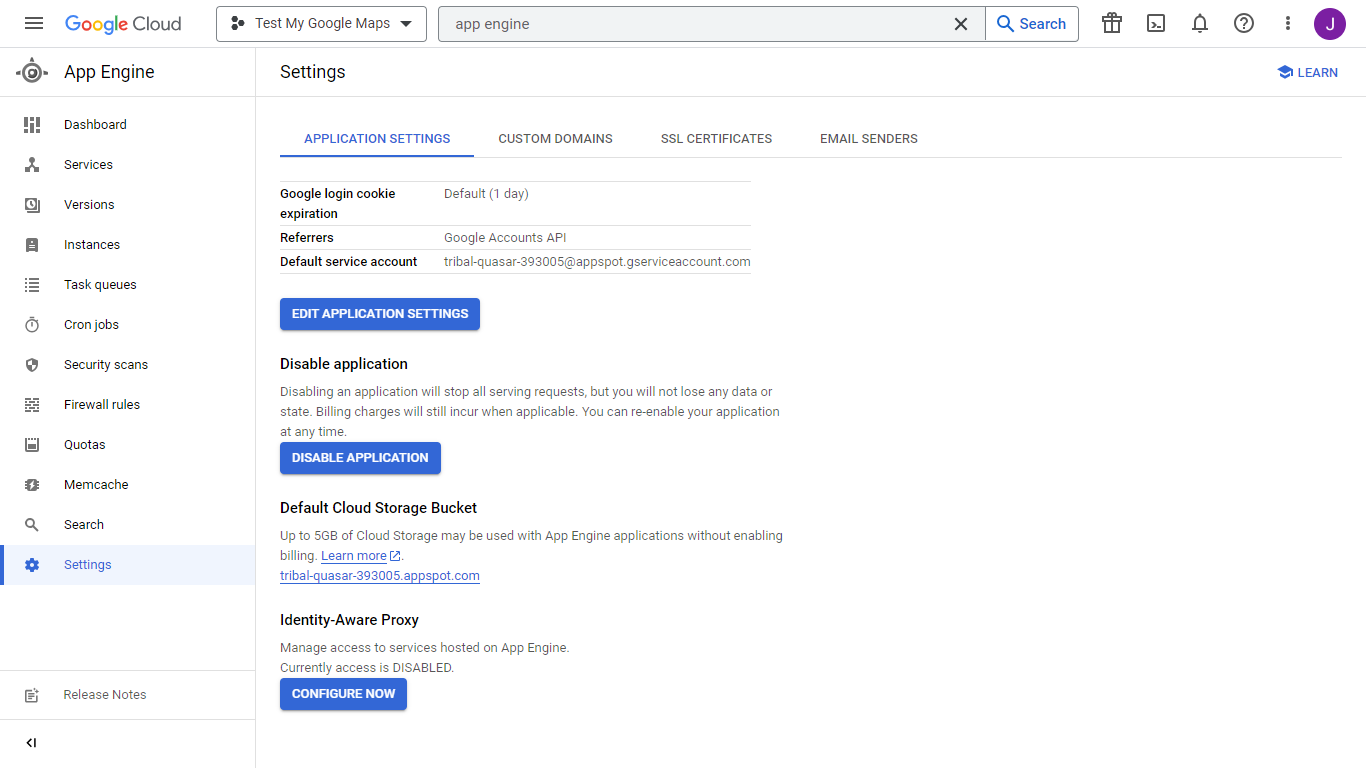 Google Cloud
Test My Google Maps
app engine
Search
J
App Engine
Settings
LEARN
Dashboard
Services
Versions
Instances
Task queues
Cron jobs
Security scans
Firewall rules
Quotas
Memcache
Search
Settings
Release Notes
APPLICATION SETTINGS
CUSTOM DOMAINS
SSL CERTIFICATES
EMAIL SENDERS
Google login cookie
expiration
Default (1 day)
Referrers
Google Accounts API
Default service account
tribal-quasar-393005@appspot.gserviceaccount.com
EDIT APPLICATION SETTINGS
Disable application
Disabling an application will stop all serving requests, but you will not lose any data or
state. Billing charges will still incur when applicable. You can re-enable your application
at any time.
DISABLE APPLICATION
Default Cloud Storage Bucket
Up to 5GB of Cloud Storage may be used with App Engine applications without enabling
billing. Learn more.
tribal-quasar-393005.appspot.com
Identity-Aware Proxy
Manage access to services hosted on App Engine.
Currently access is DISABLED.
CONFIGURE NOW